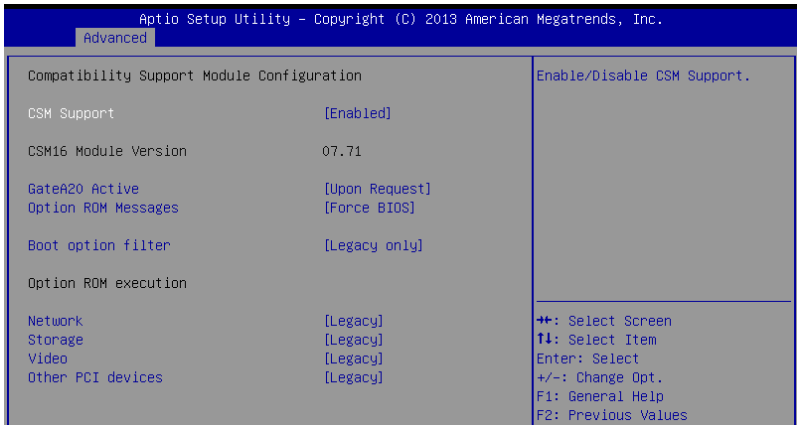 Aptio Setup Utility – Copyright (C) 2013 American Megatrends, Inc.
Advanced
Compatibility Support Module Configuration
CSM Support [Enabled]
CSM16 Module Version 07.71
GateA20 Active [Upon Request]
Option ROM Messages [Force BIOS]
Boot option filter [Legacy only]
Option ROM execution
Network [Legacy]
Storage [Legacy]
Video [Legacy]
Other PCI devices [Legacy]
Enable/Disable CSM Support.
→←: Select Screen
↑↓: Select Item
Enter: Select
+/-: Change Opt.
F1: General Help
F2: Previous Values